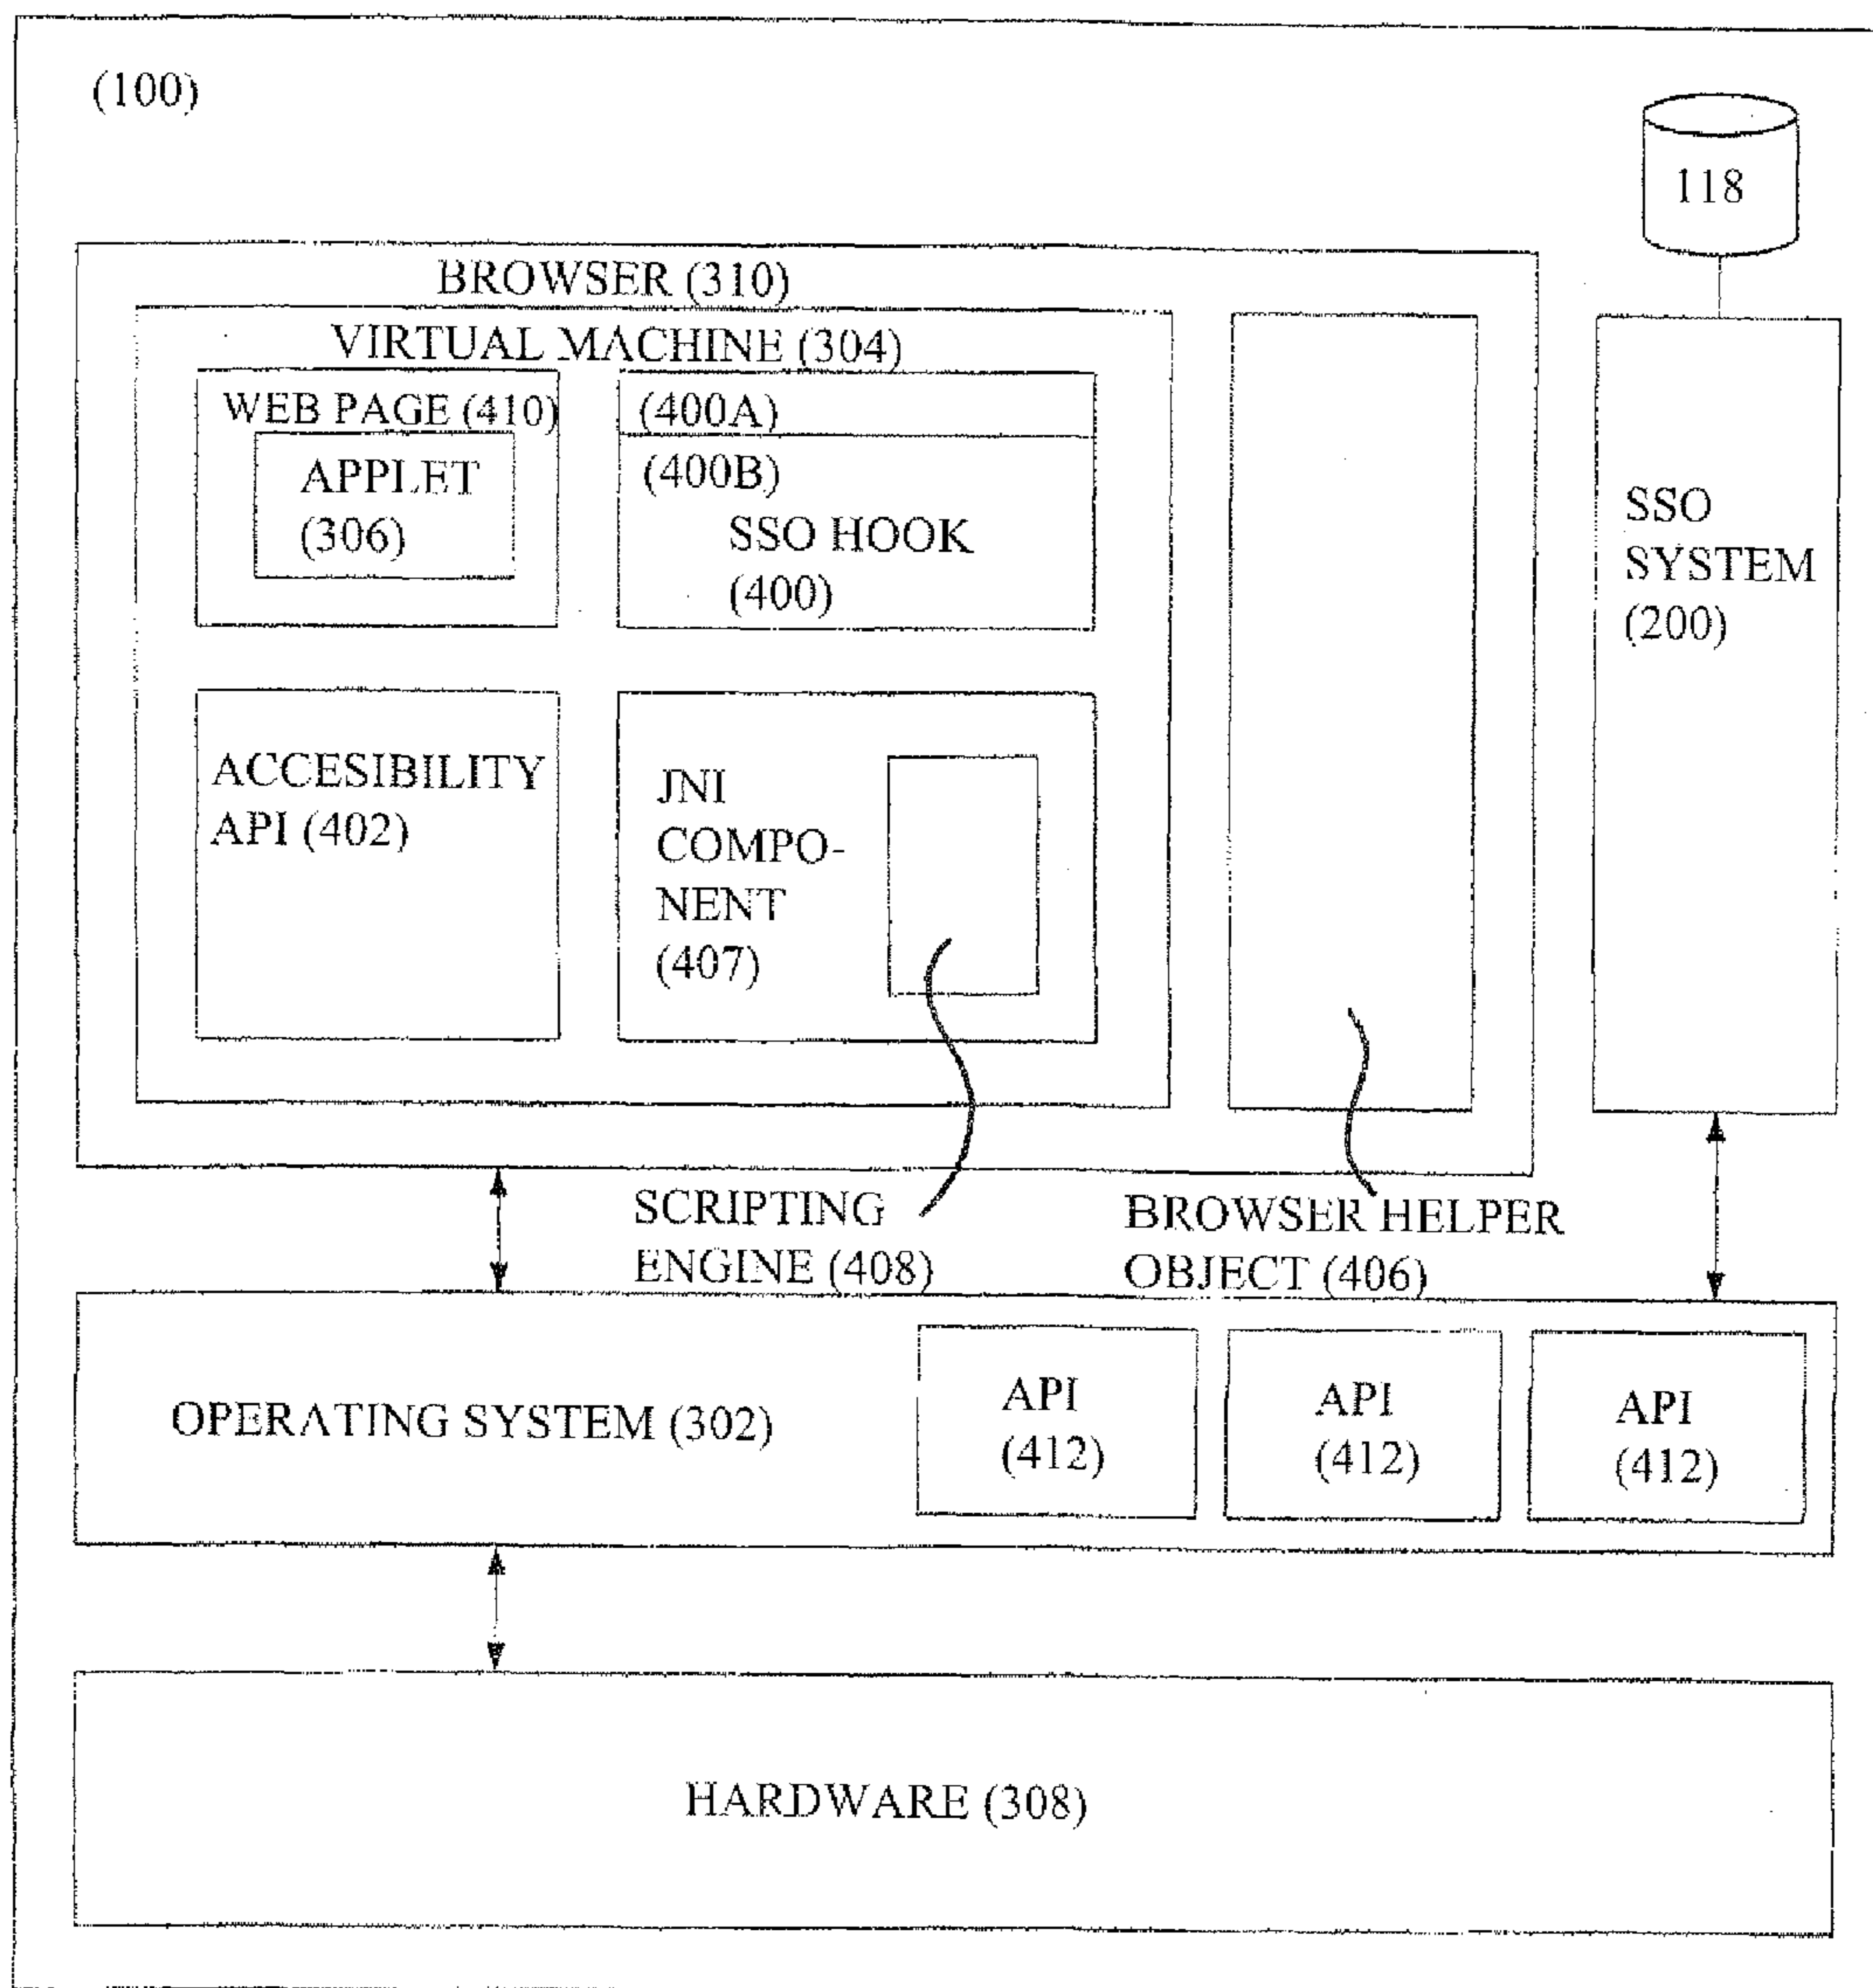 (100)
118
BROWSER (310)
VIRTUAL MACHINE (304)
WEB PAGE (410)
APPLET
(306)
(400A)
(400B)
SSO HOOK
(400)
SSO
SYSTEM
(200)
ACCESIBILITY
API (402)
JNI
COMPO-
NENT
(407)
SCRIPTING
ENGINE (408)
BROWSER HELPER
OBJECT (406)
OPERATING SYSTEM (302)
API
(412)
API
(412)
API
(412)
HARDWARE (308)